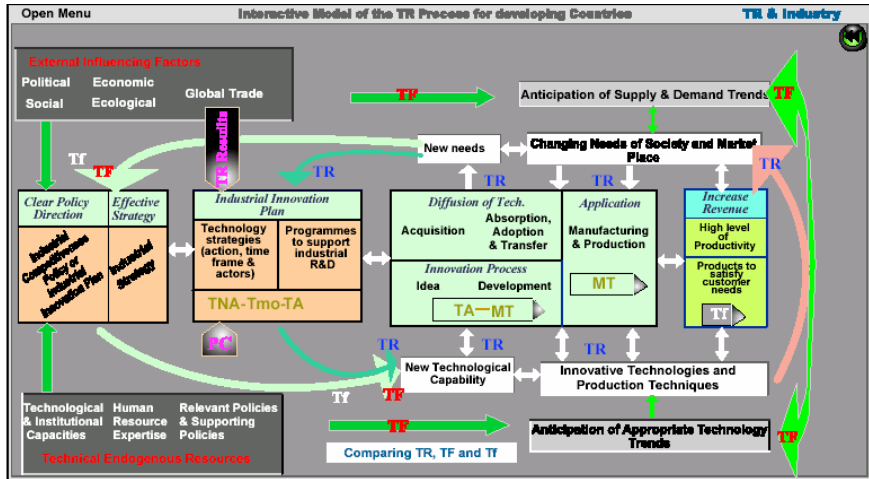 Open Menu
Interactive Model of the TR Process for developing Countries
TR & Industry
External Influencing Factors
Political
Economic
Social
Ecological
Global Trade
TF
Anticipation of Supply & Demand Trends
TF
TR Results
Tf
TF
TR
New needs
Changing Needs of Society and Market
Place
TR
TR
TR
Clear Policy
Direction
Effective
Strategy
Industrial Innovation
Plan
Diffusion of Tech.
Application
Increase
Revenue
Industrial
Competitiveness
Policy or
Industrial
Innovation Plan
Industrial
Strategy
Technology
strategies
(action, time
frame &
actors)
Programmes
to support
industrial
R&D
Acquisition
Absorption,
Adoption
& Transfer
Manufacturing
& Production
High level
of
Productivity
Innovation Process
Idea
Development
Products to
satisfy
customer
needs
TNA-Tmo-TA
TA—MT
MT
Tf
PC
TR
TR
TR
Tf
TF
New Technological
Capability
Innovative Technologies and
Production Techniques
Technological
& Institutional
Capacities
Human
Resource
Expertise
Relevant Policies
& Supporting
Policies
Technical Endogenous Resources
TF
Anticipation of Appropriate Technology
Trends
TF
Comparing TR, TF and Tf